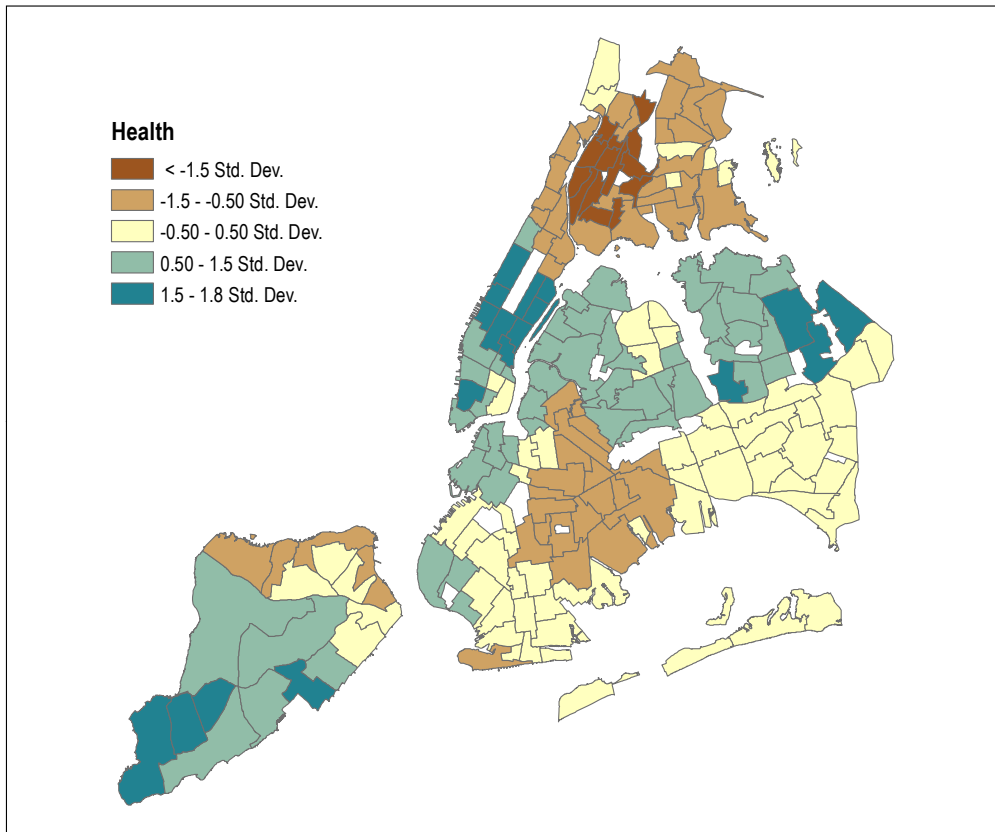 Health
< -1.5 Std. Dev.
-1.5 - -0.50 Std. Dev.
-0.50 - 0.50 Std. Dev.
0.50 - 1.5 Std. Dev.
1.5 - 1.8 Std. Dev.